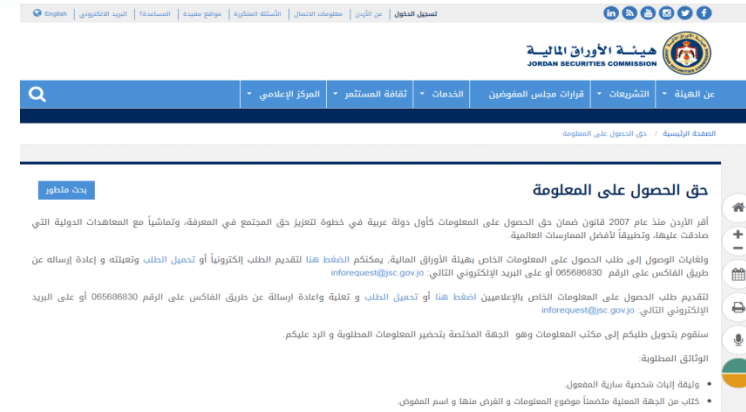 تسجيل الدخول | عن الأردن | معلومات الاتصال | الأسئلة المتكررة | مواقع مفيدة | المساعدة؟ | البريد الالكتروني | English
هيئة الأوراق المالية
JORDAN SECURITIES COMMISSION
عن الهيئة التشريعات قرارات مجلس المفوضين الخدمات ثقافة المستثمر المركز الإعلامي
الصفحة الرئيسية / حق الحصول على المعلومة
حق الحصول على المعلومة
بحث متطور
أقر الأردن منذ عام 2007 قانون ضمان حق الحصول على المعلومات كأول دولة عربية في خطوة لتعزيز حق المجتمع في المعرفة، وتماشياً مع المعاهدات الدولية التي
صادقت عليها، وتطبيقاً لأفضل الممارسات العالمية.
ولغايات الوصول إلى طلب الحصول على المعلومات الخاص بهيئة الأوراق المالية, يمكنكم الضغط هنا لتقديم الطلب إلكترونياً أو تحميل الطلب وتعبئته و إعادة إرساله عن
طريق الفاكس على الرقم 065686830 أو على البريد الإلكتروني التالي: inforequest@jsc.gov.jo
لتقديم طلب الحصول على المعلومات الخاص بالإعلاميين اضغط هنا أو تحميل الطلب و تعبئة واعادة ارسالة عن طريق الفاكس على الرقم 065686830 أو على البريد
الإلكتروني التالي: inforequest@jsc.gov.jo
سنقوم بتحويل طلبكم إلى مكتب المعلومات وهو الجهة المختصة بتحضير المعلومات المطلوبة و الرد عليكم.
الوثائق المطلوبة:
وثيقة إثبات شخصية سارية المفعول.
كتاب من الجهة المعنية متضمناً موضوع المعلومات و الغرض منها و اسم المفوض.